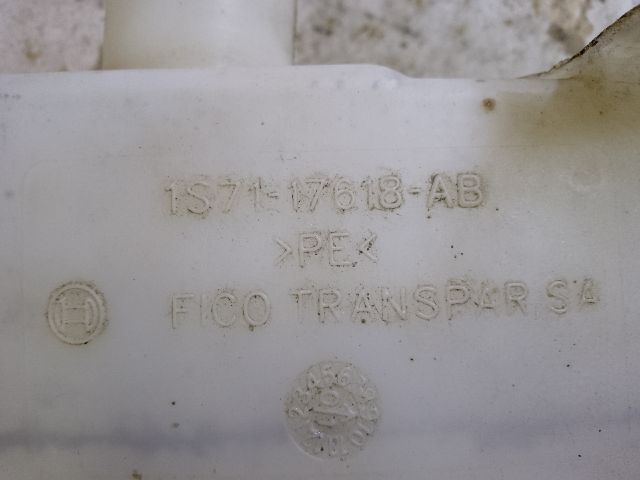 1S71-17618-AB
>PE<
FICO TRANSPAR SA